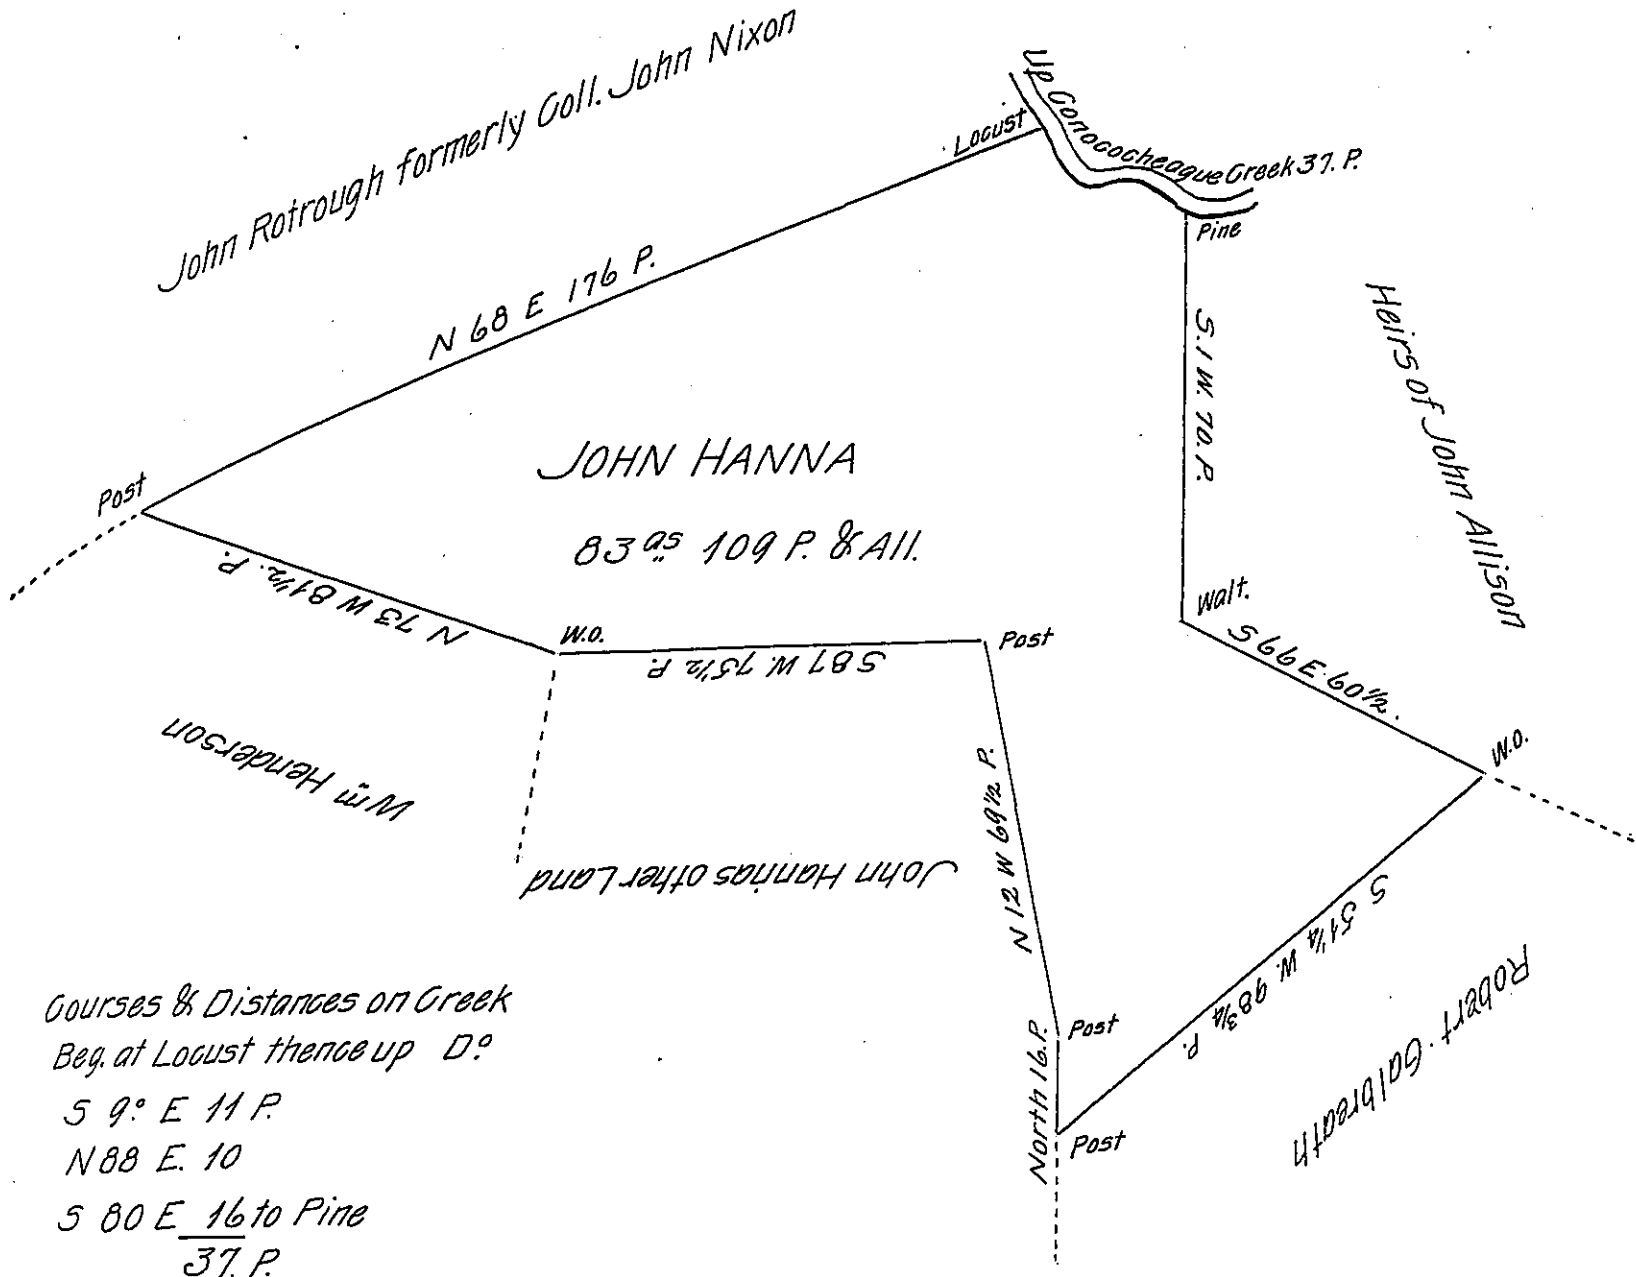 John Rotrough formerly Coll. John Nixon
Up Conococheague Creek 37. P.
Locust
Pine
N 68 E 176 P.
S. 1 W. 70. P.
Heirs of John Allison
JOHN HANNA
83 as 109 P. & All.
Post
N 73 W 81½. P.
W.O.
S 87 W. 75½ P.
Post
Walt.
S 66 E. 60½.
W.O.
Wm Henderson
John Hannas other Land
N 12 W 69½ P.
S 51¼ W. 98¾ P.
Robert Galbreath
Post
North 16. P.
Post
Courses & Distances on Creek
Beg. at Locust thence up Do
S 9° E 11 P.
N 88 E. 10
S 80 E 16 to Pine
37. P.